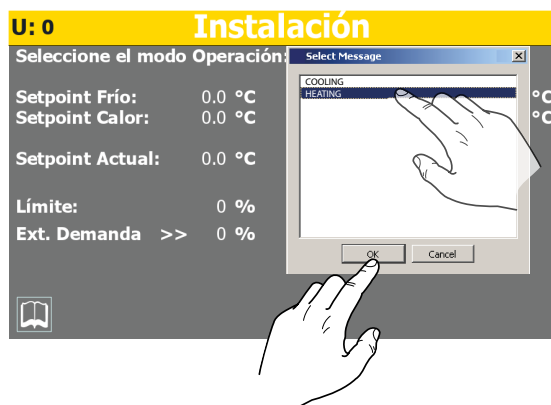 U: 0 Instalación
Seleccione el modo Operación:
Select Message
COOLING
HEATING
Setpoint Frío: 0.0 °C
°C
Setpoint Calor: 0.0 °C
°C
Setpoint Actual: 0.0 °C
Límite: 0 %
Ext. Demanda >> 0 %
OK Cancel